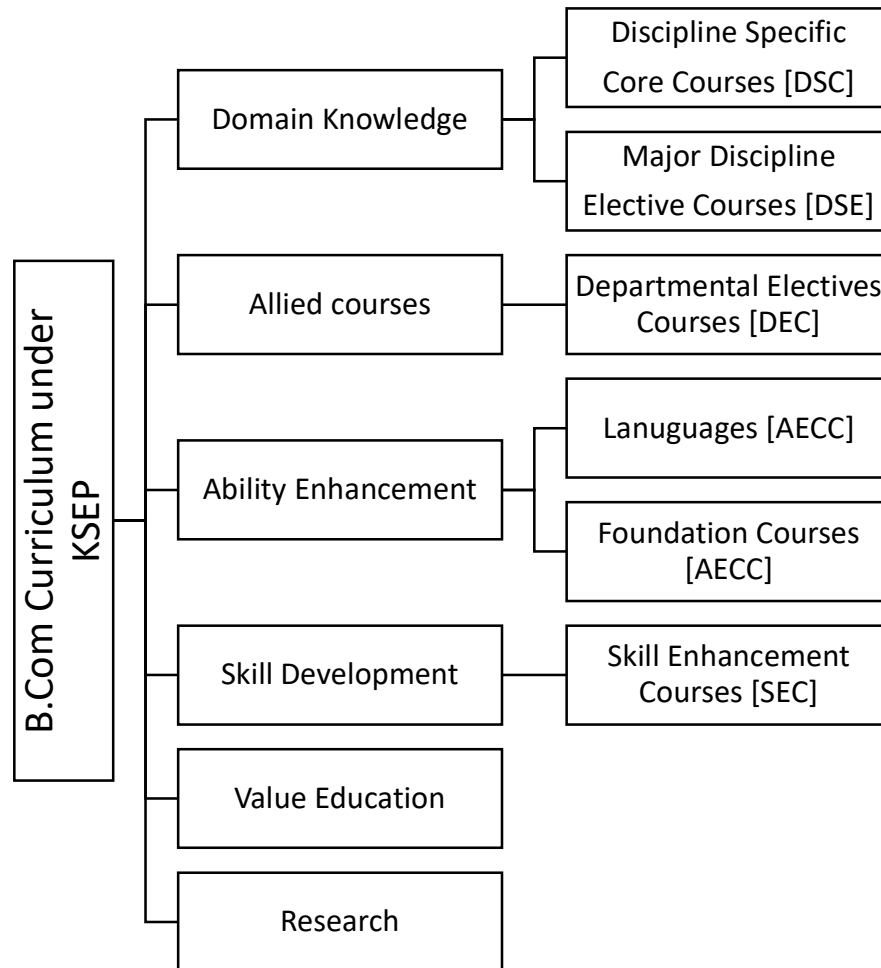 B.Com Curriculum under
KSEP
Domain Knowledge
Discipline Specific
Core Courses [DSC]
Major Discipline
Elective Courses [DSE]
Allied courses
Departmental Electives
Courses [DEC]
Ability Enhancement
Lanuguages [AECC]
Foundation Courses
[AECC]
Skill Development
Skill Enhancement
Courses [SEC]
Value Education
Research